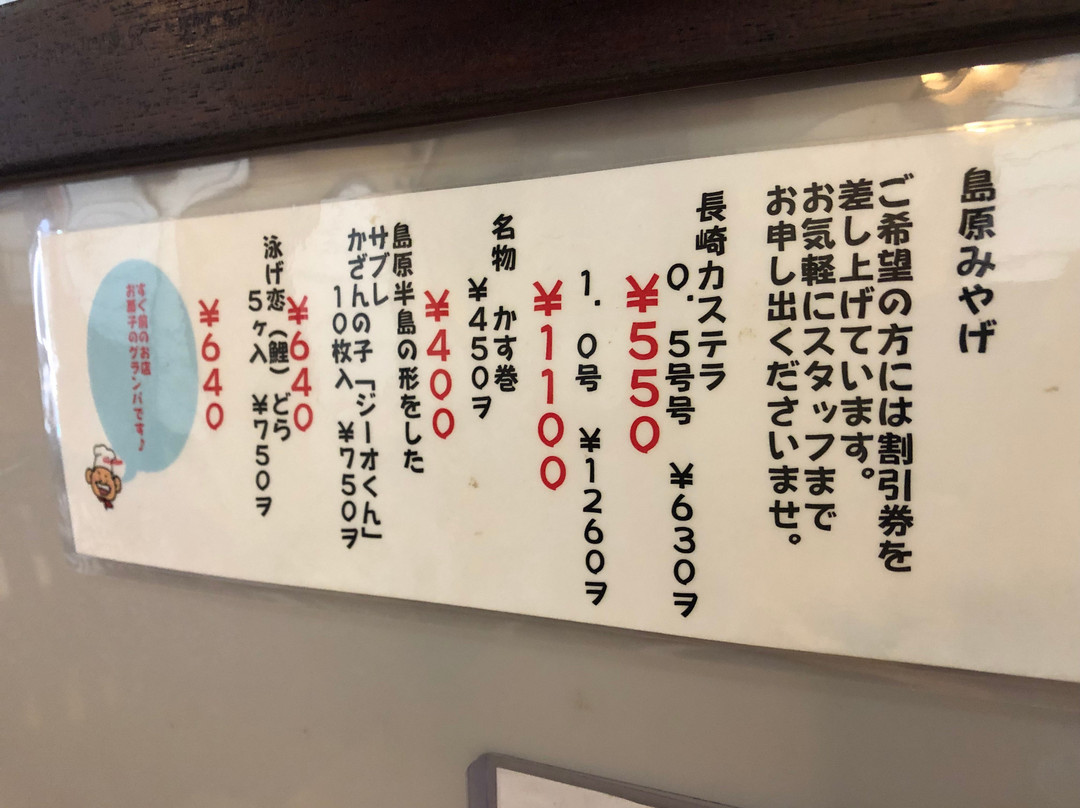 島原みやげ
ご希望の方には割引券を
差し上げています。
お気軽にスタッフまで
お申し出くださいませ。
長崎カステラ
0.5号号 ¥630ヲ
¥550
1.0号 ¥1260ヲ
¥1100
名物 かす巻
¥450ヲ
¥400
島原半島の形をした
サブレ
かざんの子「ジーオくん」
10枚入 ¥750ヲ
¥640
泳げ恋(鯉)どら
5ヶ入 ¥750ヲ
¥640
すぐ前のお店
お菓子のグランパです♪